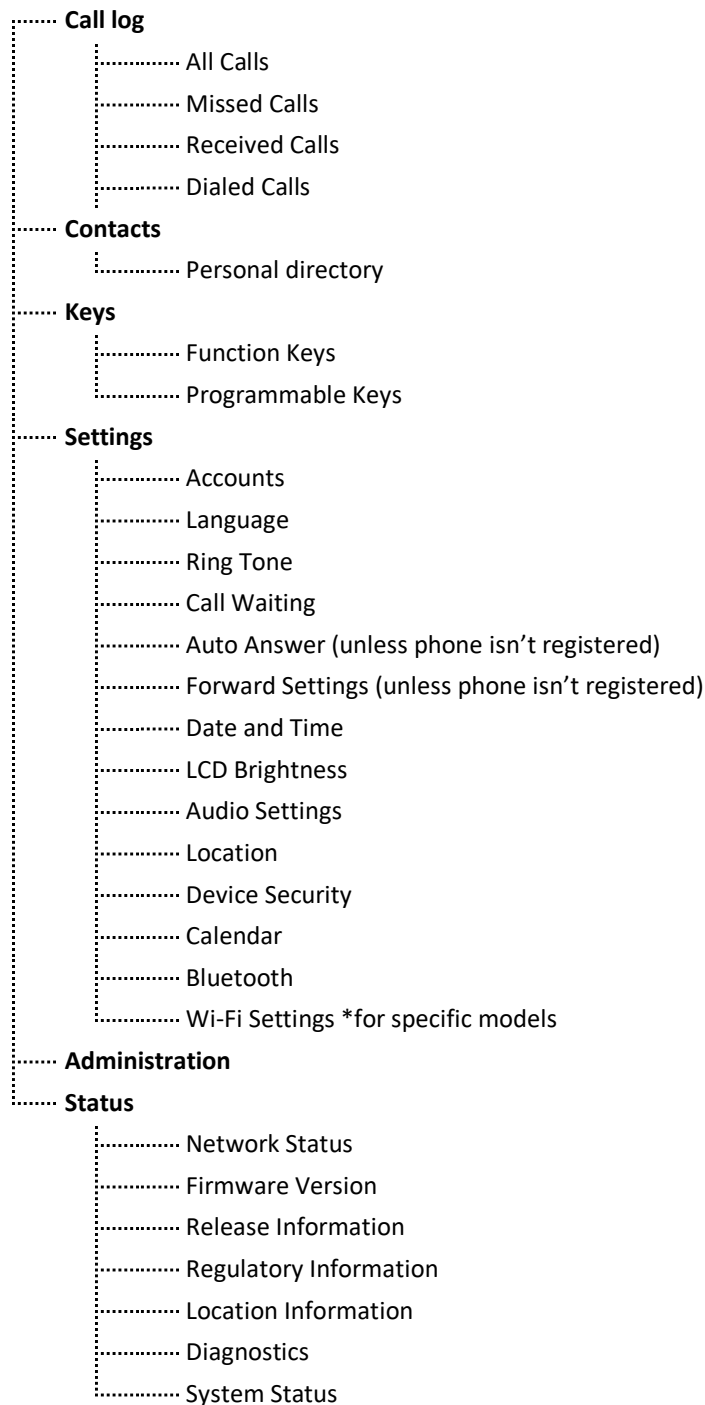 Call log
All Calls
Missed Calls
Received Calls
Dialed Calls
Contacts
Personal directory
Keys
Function Keys
Programmable Keys
Settings
Accounts
Language
Ring Tone
Call Waiting
Auto Answer (unless phone isn’t registered)
Forward Settings (unless phone isn’t registered)
Date and Time
LCD Brightness
Audio Settings
Location
Device Security
Calendar
Bluetooth
Wi-Fi Settings *for specific models
Administration
Status
Network Status
Firmware Version
Release Information
Regulatory Information
Location Information
Diagnostics
System Status